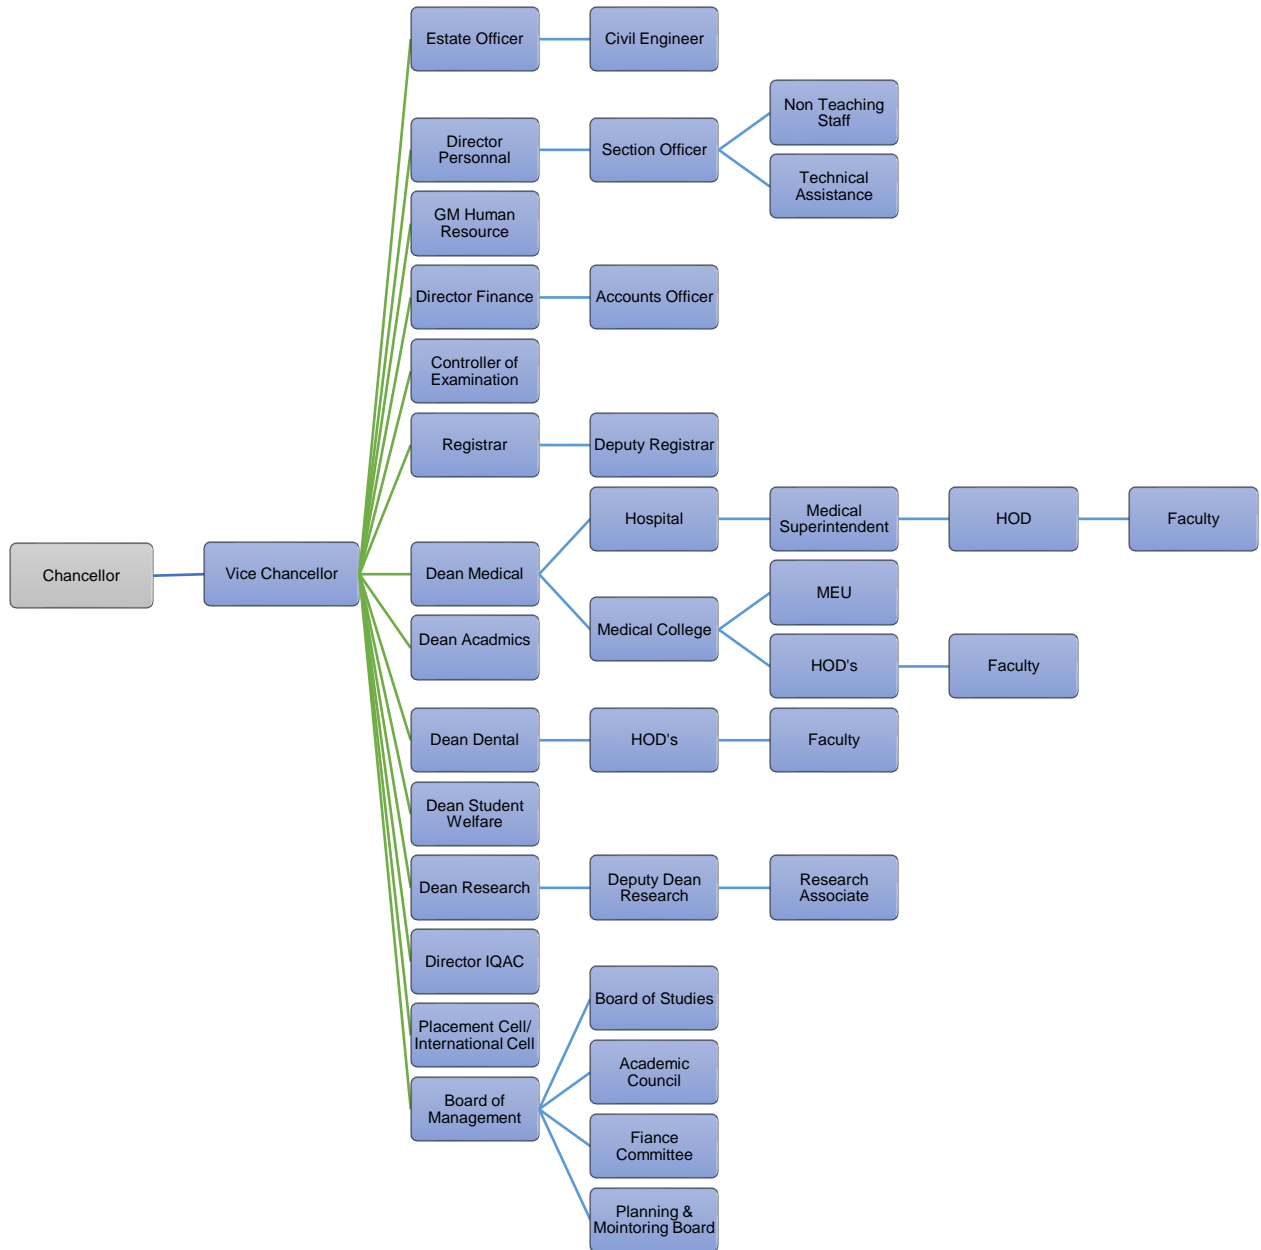 Estate Officer
Civil Engineer
Non Teaching
Staff
Director
Personnal
Section Officer
Technical
Assistance
GM Human
Resource
Director Finance
Accounts Officer
Controller of
Examination
Registrar
Deputy Registrar
Hospital
Medical
Superintendent
HOD
Faculty
Chancellor
Vice Chancellor
Dean Medical
MEU
Medical College
Dean Acadmics
HOD's
Faculty
Dean Dental
HOD's
Faculty
Dean Student
Welfare
Dean Research
Deputy Dean
Research
Research
Associate
Director IQAC
Board of Studies
Placement Cell/
International Cell
Academic
Council
Board of
Management
Fiance
Committee
Planning &
Mointoring Board